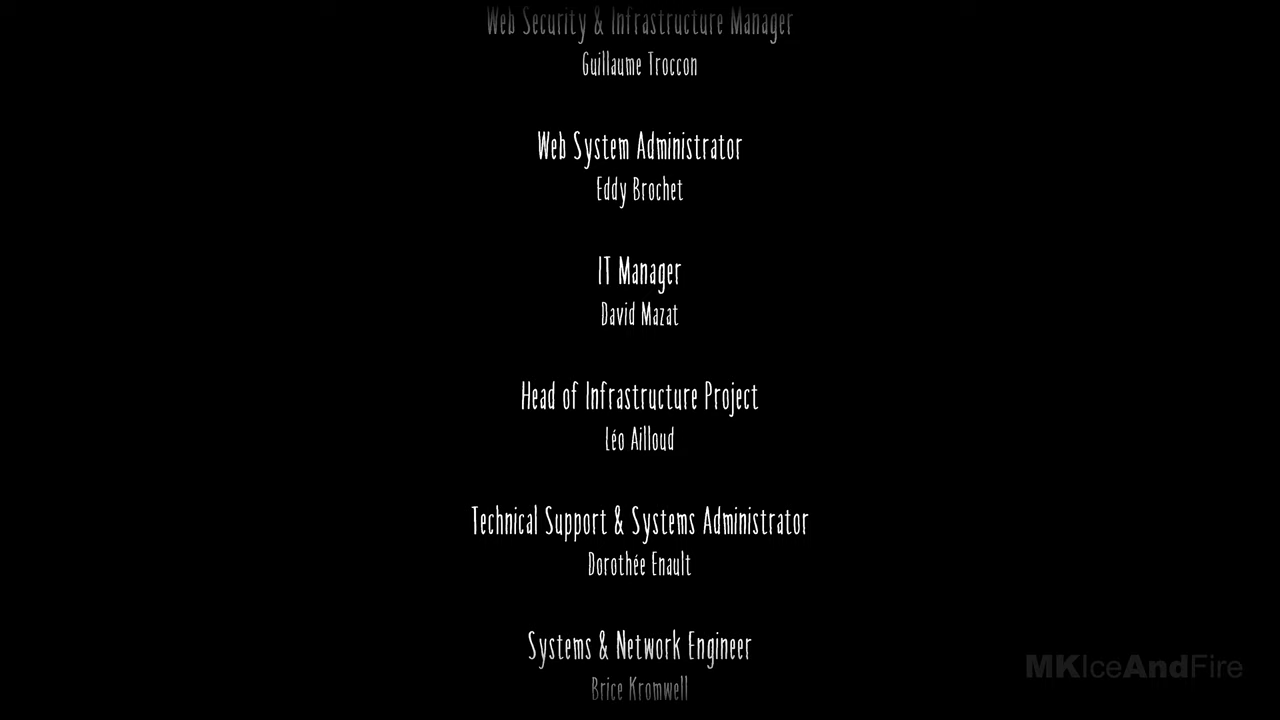 Web Security & Infrastructure Manager
Guillaume Troccon
Web System Administrator
Eddy Brochet
IT Manager
David Mazat
Head of Infrastructure Project
Léo Ailloud
Technical Support & Systems Administrator
Dorothée Enault
Systems & Network Engineer
Brice Kromwell
MKIceAndFire